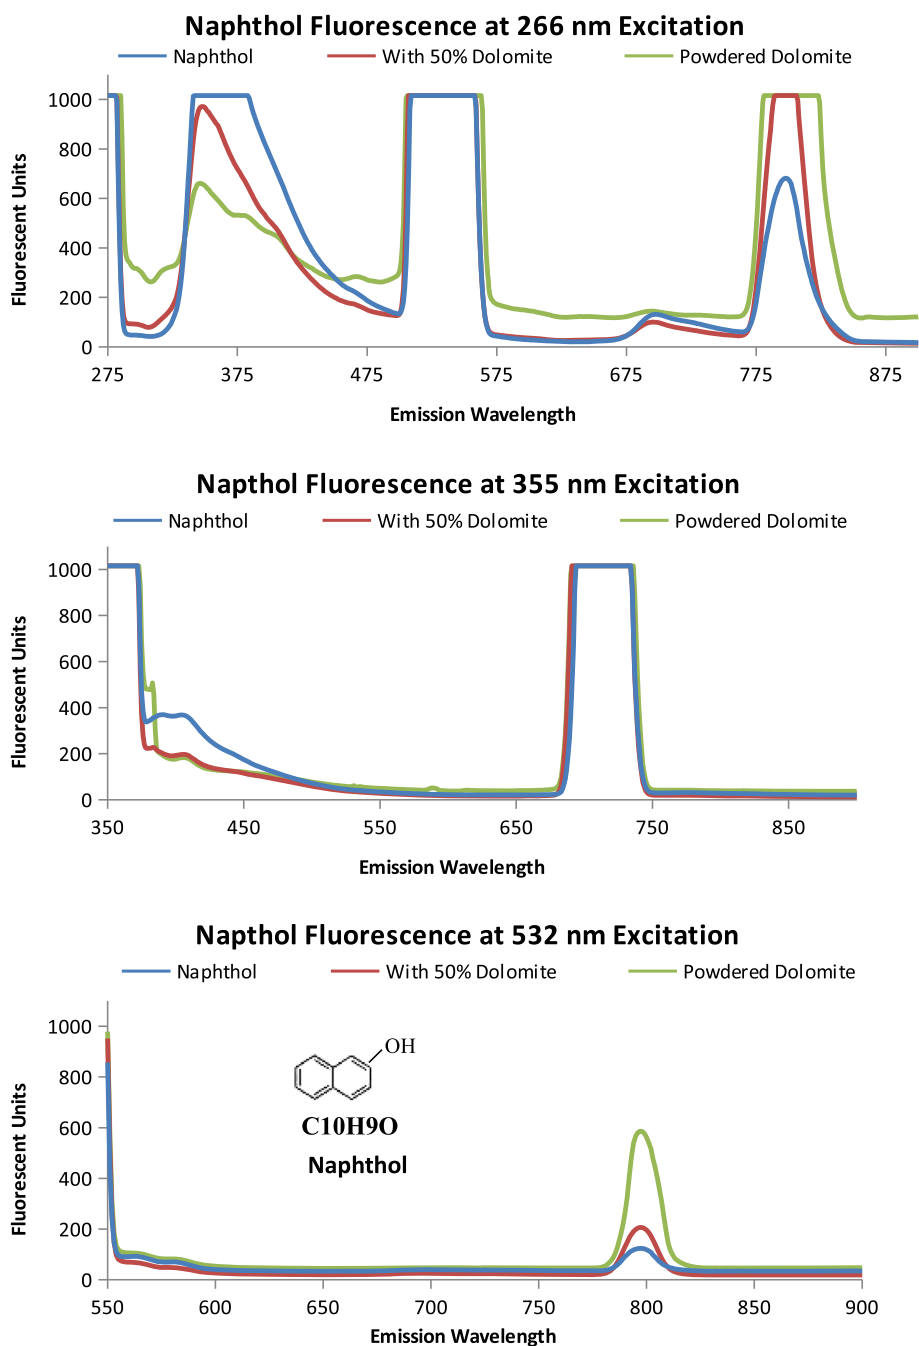 Naphthol Fluorescence at 266 nm Excitation
Naphthol With 50% Dolomite Powdered Dolomite
Fluorescent Units
1000
800
600
400
200
0
275 375 475 575 675 775 875
Emission Wavelength
Napthol Fluorescence at 355 nm Excitation
Naphthol With 50% Dolomite Powdered Dolomite
Fluorescent Units
1000
800
600
400
200
0
350 450 550 650 750 850
Emission Wavelength
Napthol Fluorescence at 532 nm Excitation
Naphthol With 50% Dolomite Powdered Dolomite
Fluorescent Units
1000
800
600
400
200
0
OH
C10H9O
Naphthol
550 600 650 700 750 800 850 900
Emission Wavelength